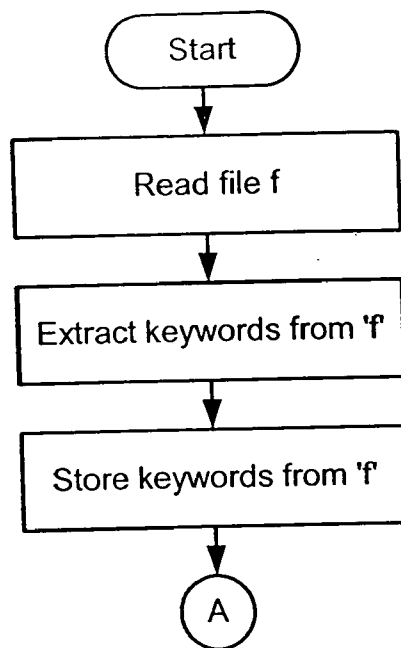 Start
Read file f
Extract keywords from 'f'
Store keywords from 'f'
A